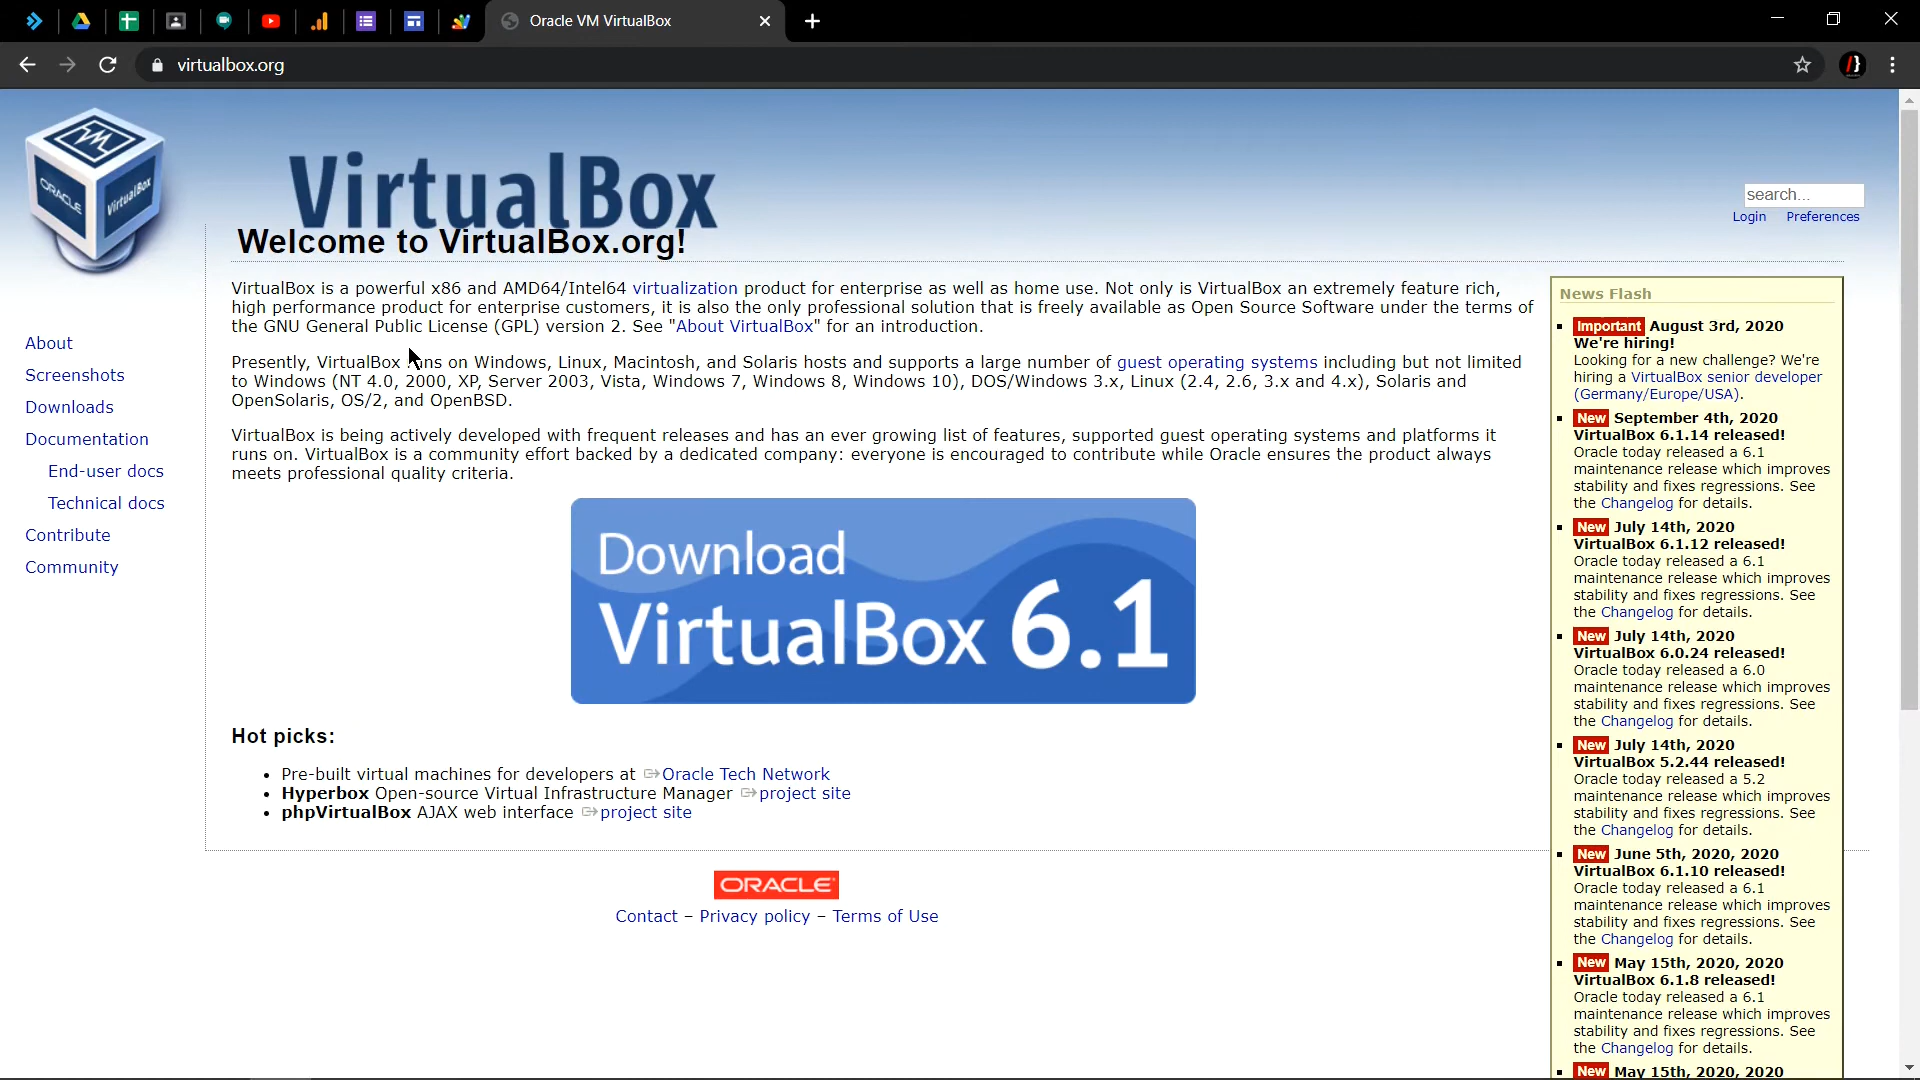 Oracle VM VirtualBox
virtualbox.org
ORACLE
VirtualBox
VirtualBox
search...
Login Preferences
Welcome to VirtualBox.org!
VirtualBox is a powerful x86 and AMD64/Intel64 virtualization product for enterprise as well as home use. Not only is VirtualBox an extremely feature rich,
high performance product for enterprise customers, it is also the only professional solution that is freely available as Open Source Software under the terms of
the GNU General Public License (GPL) version 2. See "About VirtualBox" for an introduction.
Presently, VirtualBox runs on Windows, Linux, Macintosh, and Solaris hosts and supports a large number of guest operating systems including but not limited
to Windows (NT 4.0, 2000, XP, Server 2003, Vista, Windows 7, Windows 8, Windows 10), DOS/Windows 3.x, Linux (2.4, 2.6, 3.x and 4.x), Solaris and
OpenSolaris, OS/2, and OpenBSD.
VirtualBox is being actively developed with frequent releases and has an ever growing list of features, supported guest operating systems and platforms it
runs on. VirtualBox is a community effort backed by a dedicated company: everyone is encouraged to contribute while Oracle ensures the product always
meets professional quality criteria.
About
Screenshots
Downloads
Documentation
End-user docs
Technical docs
Contribute
Community
Download
VirtualBox 6.1
Hot picks:
• Pre-built virtual machines for developers at Oracle Tech Network
• Hyperbox Open-source Virtual Infrastructure Manager project site
• phpVirtualBox AJAX web interface project site
ORACLE
Contact – Privacy policy – Terms of Use
News Flash
Important August 3rd, 2020
We're hiring!
Looking for a new challenge? We're
hiring a VirtualBox senior developer
(Germany/Europe/USA).
New September 4th, 2020
VirtualBox 6.1.14 released!
Oracle today released a 6.1
maintenance release which improves
stability and fixes regressions. See
the Changelog for details.
New July 14th, 2020
VirtualBox 6.1.12 released!
Oracle today released a 6.1
maintenance release which improves
stability and fixes regressions. See
the Changelog for details.
New July 14th, 2020
VirtualBox 6.0.24 released!
Oracle today released a 6.0
maintenance release which improves
stability and fixes regressions. See
the Changelog for details.
New July 14th, 2020
VirtualBox 5.2.44 released!
Oracle today released a 5.2
maintenance release which improves
stability and fixes regressions. See
the Changelog for details.
New June 5th, 2020, 2020
VirtualBox 6.1.10 released!
Oracle today released a 6.1
maintenance release which improves
stability and fixes regressions. See
the Changelog for details.
New May 15th, 2020, 2020
VirtualBox 6.1.8 released!
Oracle today released a 6.1
maintenance release which improves
stability and fixes regressions. See
the Changelog for details.
New May 15th, 2020, 2020